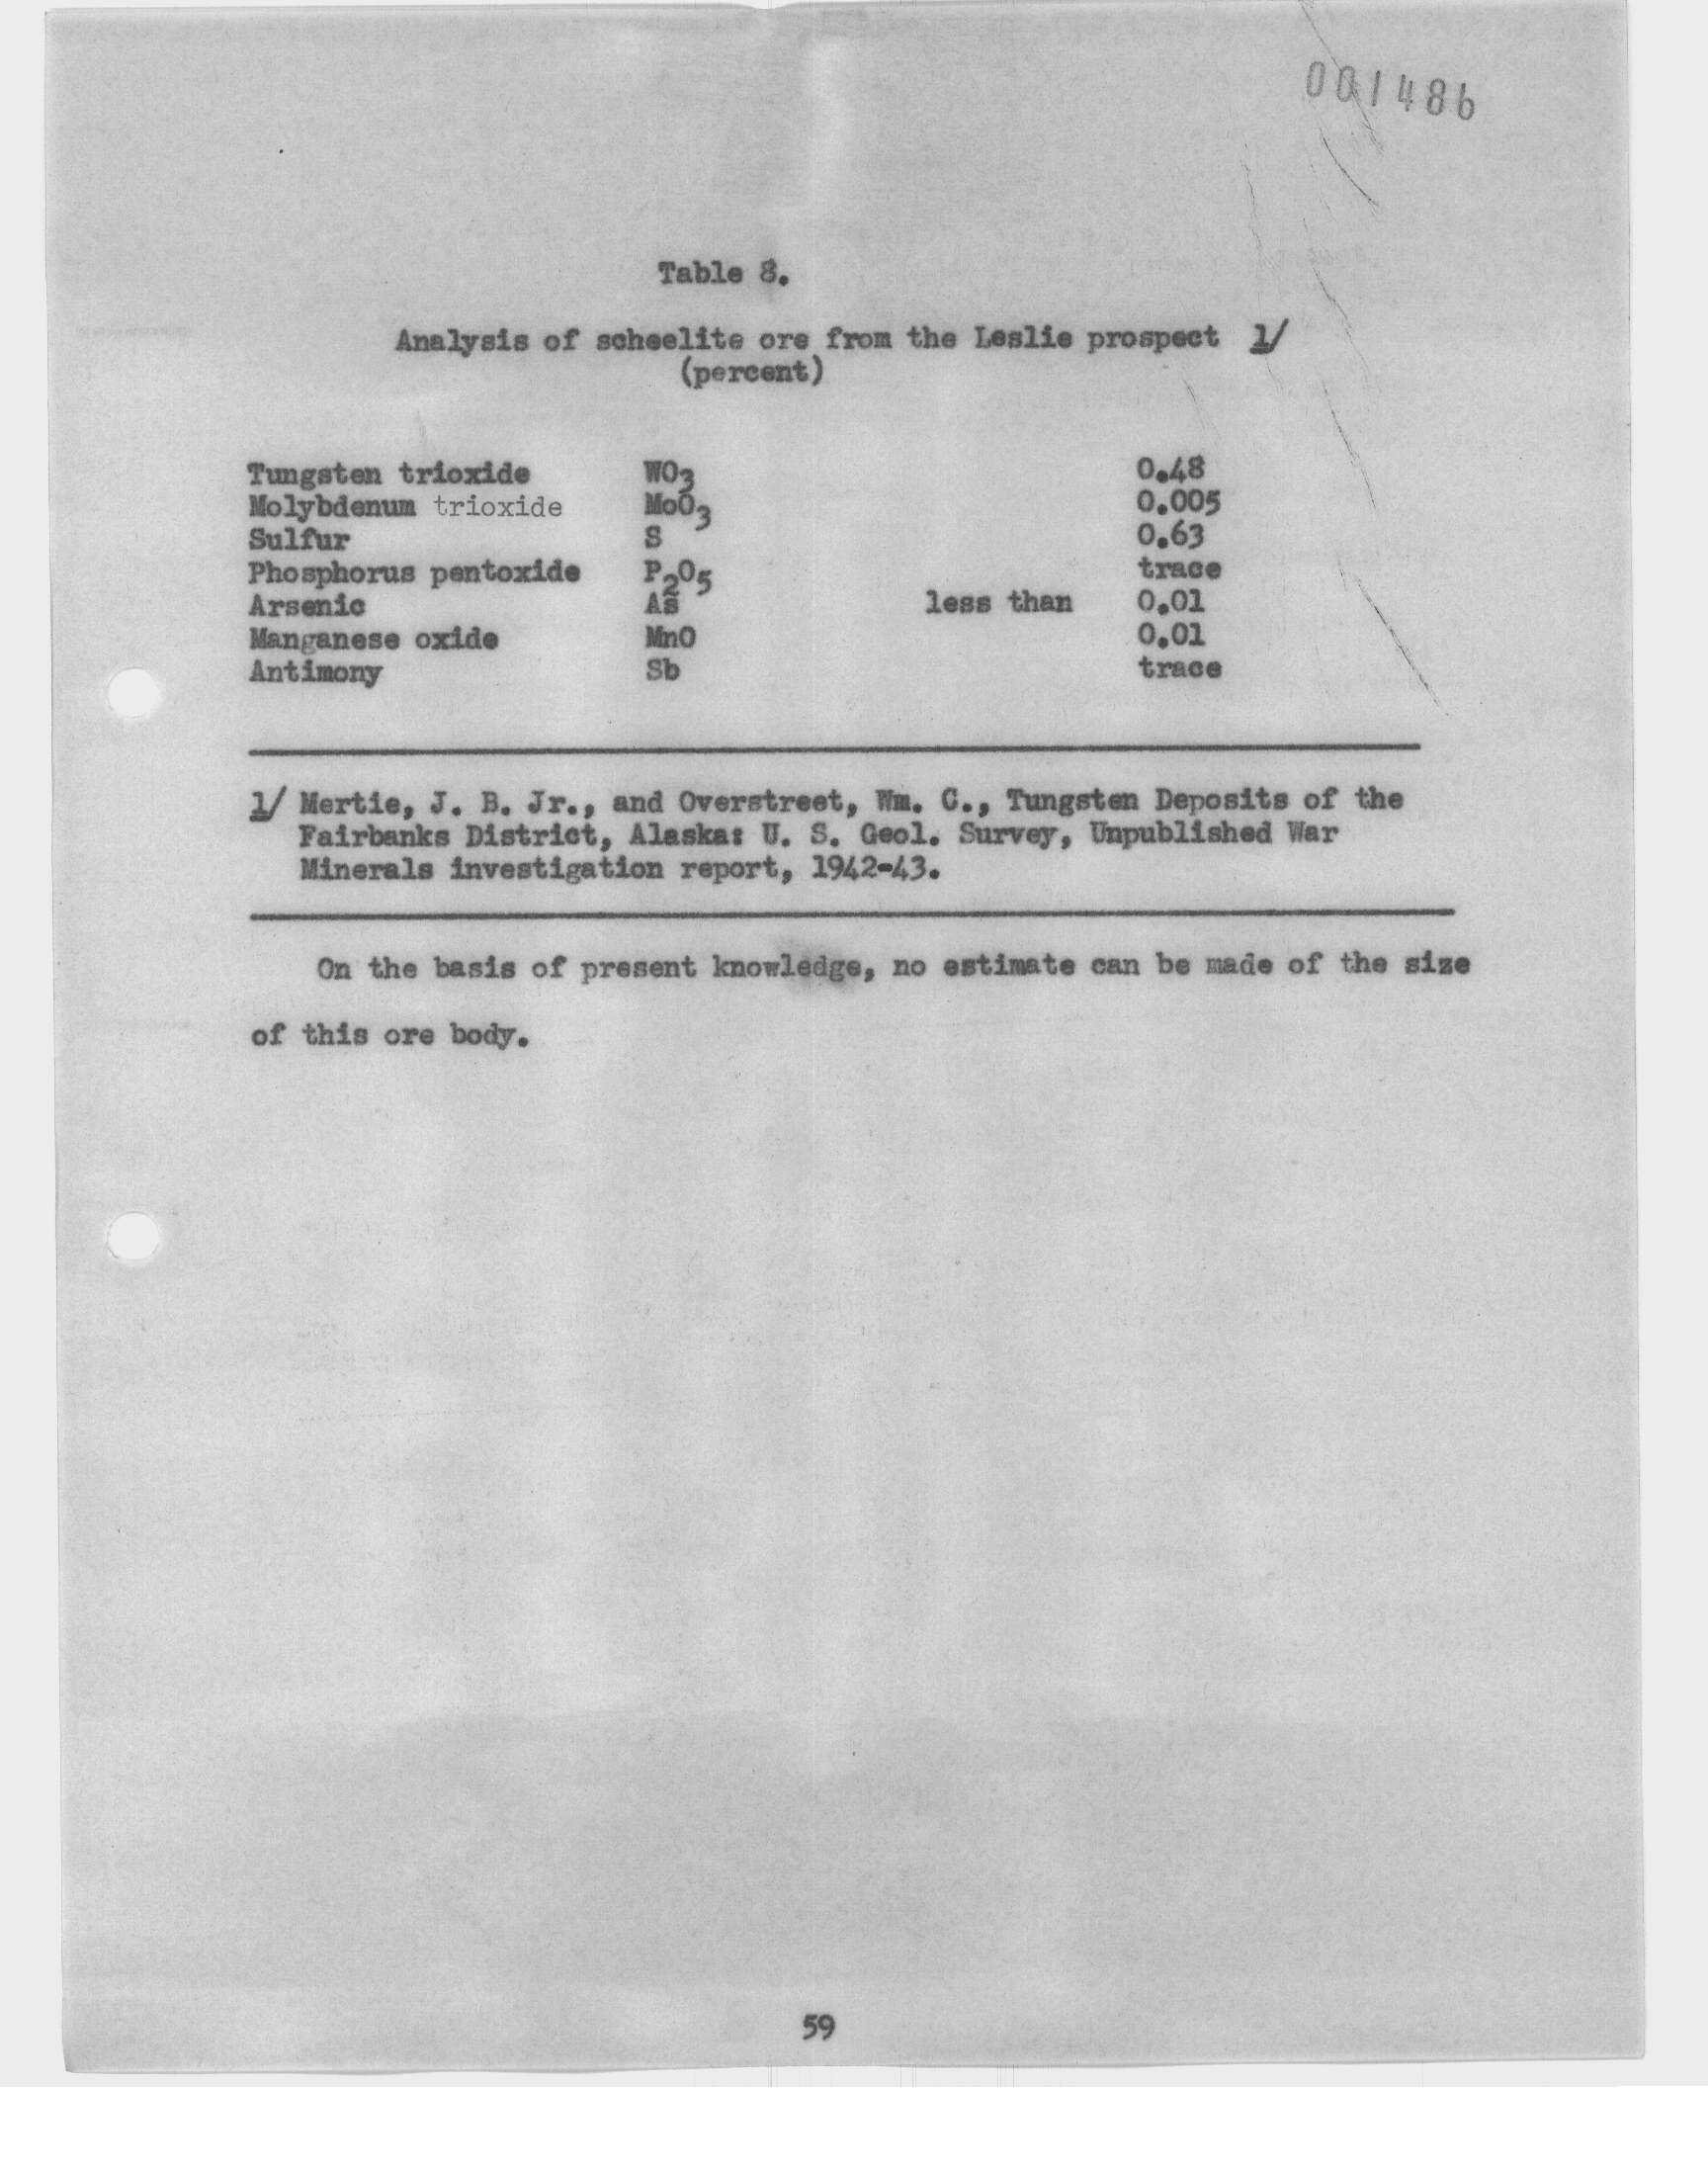 001486
Table 8.
Analysis of scheelite ore from the Leslie prospect 1/
(percent)
Tungsten trioxide WO3 0.48
Molybdenum trioxide MoO3 0.005
Sulfur S 0.63
Phosphorus pentoxide P2O5 trace
Arsenic As less than 0.01
Manganese oxide MnO 0.01
Antimony Sb trace
1/ Mertie, J. B. Jr., and Overstreet, Wm. C., Tungsten Deposits of the
Fairbanks District, Alaska: U. S. Geol. Survey, Unpublished War
Minerals investigation report, 1942-43.
On the basis of present knowledge, no estimate can be made of the size
of this ore body.
59